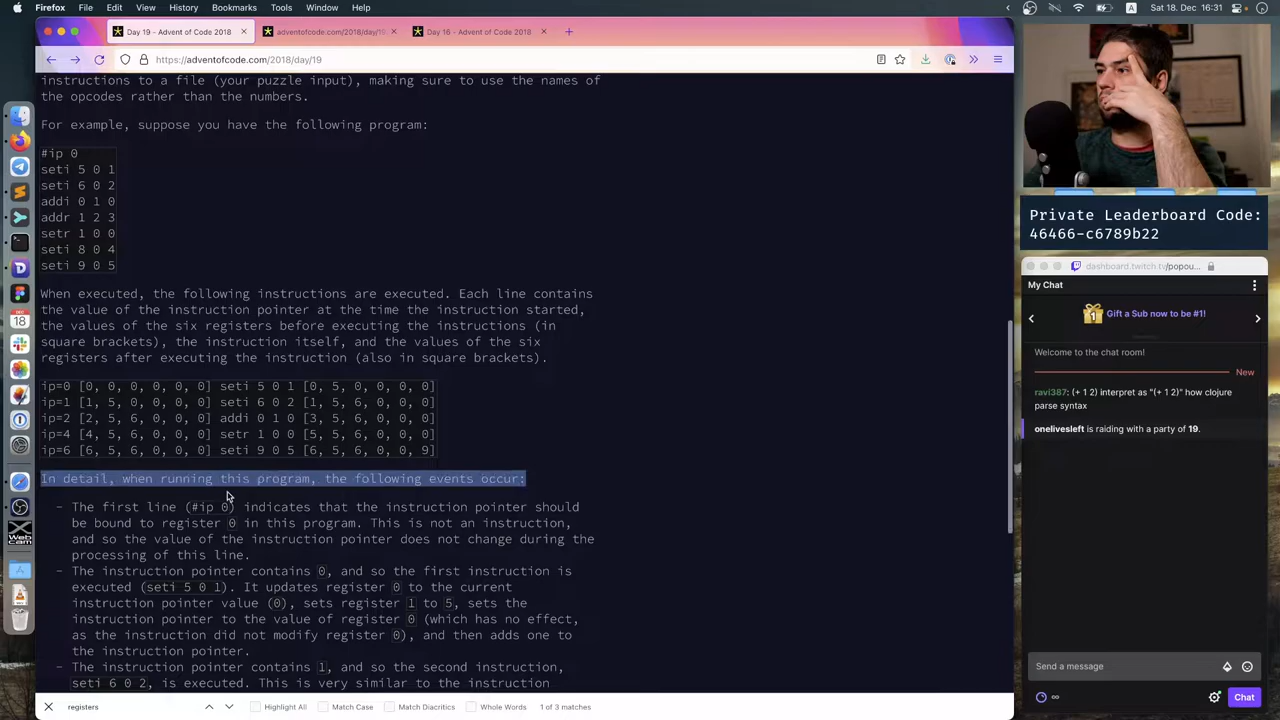 Firefox File Edit View History Bookmarks Tools Window Help
A Sat 18. Dec 16:31
Day 19 - Advent of Code 2018
adventofcode.com/2018/day/19
Day 16 - Advent of Code 2018
https://adventofcode.com/2018/day/19
instructions to a file (your puzzle input), making sure to use the names of
the opcodes rather than the numbers.
For example, suppose you have the following program:
#ip 0
seti 5 0 1
seti 6 0 2
addi 0 1 0
addr 1 2 3
setr 1 0 0
seti 8 0 4
seti 9 0 5
When executed, the following instructions are executed. Each line contains
the value of the instruction pointer at the time the instruction started,
the values of the six registers before executing the instructions (in
square brackets), the instruction itself, and the values of the six
registers after executing the instruction (also in square brackets).
ip=0 [0, 0, 0, 0, 0, 0] seti 5 0 1 [0, 5, 0, 0, 0, 0]
ip=1 [1, 5, 0, 0, 0, 0] seti 6 0 2 [1, 5, 6, 0, 0, 0]
ip=2 [2, 5, 6, 0, 0, 0] addi 0 1 0 [3, 5, 6, 0, 0, 0]
ip=4 [4, 5, 6, 0, 0, 0] setr 1 0 0 [5, 5, 6, 0, 0, 0]
ip=6 [6, 5, 6, 0, 0, 0] seti 9 0 5 [6, 5, 6, 0, 0, 9]
In detail, when running this program, the following events occur:
- The first line (#ip 0) indicates that the instruction pointer should
be bound to register 0 in this program. This is not an instruction,
and so the value of the instruction pointer does not change during the
processing of this line.
- The instruction pointer contains 0, and so the first instruction is
executed (seti 5 0 1). It updates register 0 to the current
instruction pointer value (0), sets register 1 to 5, sets the
instruction pointer to the value of register 0 (which has no effect,
as the instruction did not modify register 0), and then adds one to
the instruction pointer.
- The instruction pointer contains 1, and so the second instruction,
seti 6 0 2, is executed. This is very similar to the instruction
registers
Highlight All Match Case Match Diacritics Whole Words 1 of 3 matches
DEC
18
Private Leaderboard Code:
46466-c6789b22
dashboard.twitch.tv/popou...
My Chat
Gift a Sub now to be #1!
Welcome to the chat room!
New
ravi387: (+ 1 2) interpret as "(+ 1 2)" how clojure
parse syntax
onelivesleft is raiding with a party of 19.
Send a message
Chat